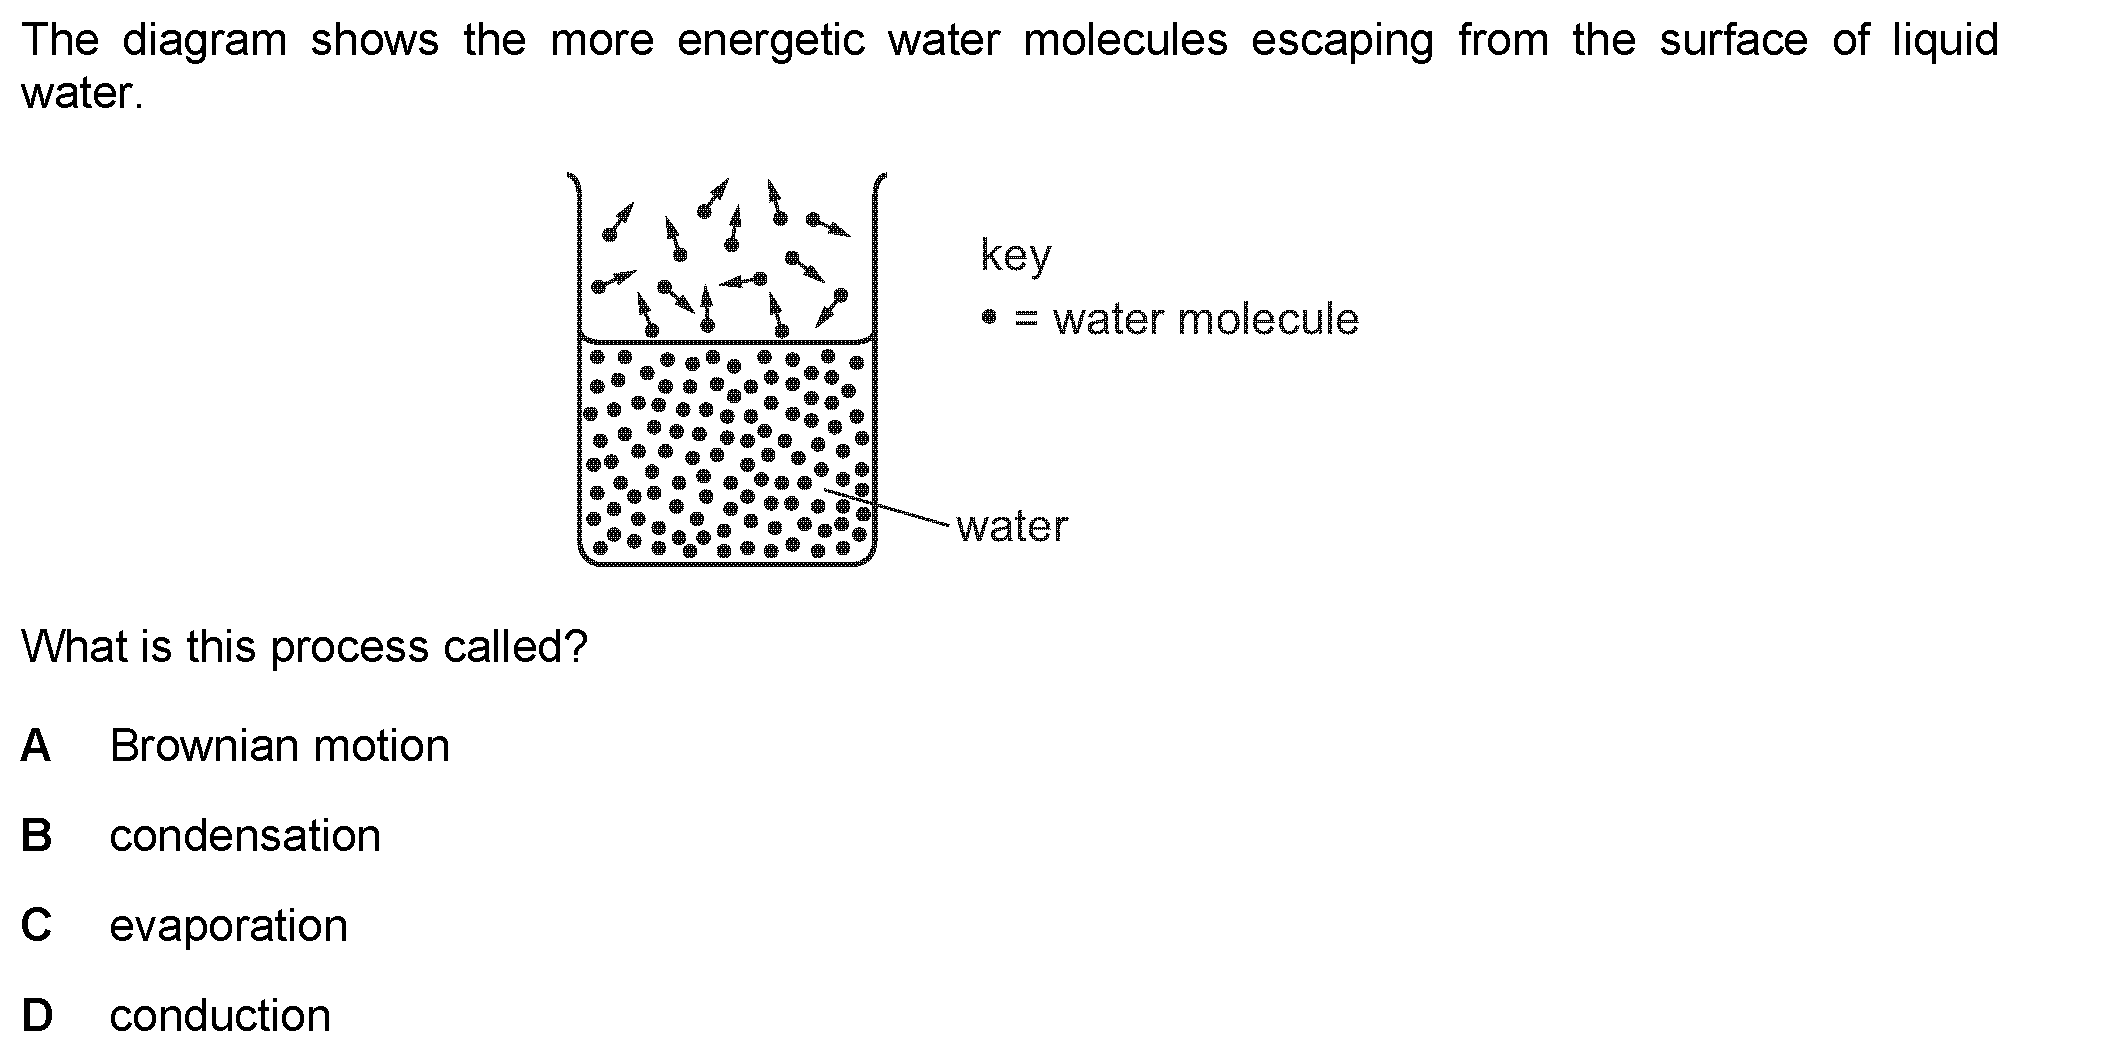 The diagram shows the more energetic water molecules escaping from the surface of liquid
water.
key
• = water molecule
water
What is this process called?
A Brownian motion
B condensation
C evaporation
D conduction